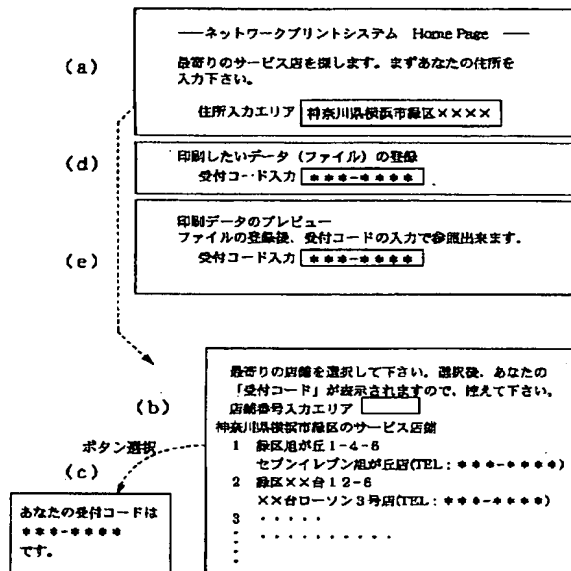 ――ネットワークプリントシステム Home Page ――
(a)
最寄りのサービス店を探します。まずあなたの住所を
入力下さい。
住所入力エリア 神奈川県横浜市緑区××××
(d)
印刷したいデータ(ファイル)の登録
受付コード入力 ***-****
(e)
印刷データのプレビュー
ファイルの登録後、受付コードの入力で参照出来ます。
受付コード入力 ***-****
(b)
最寄りの店舗を選択して下さい。選択後、あなたの
「受付コード」が表示されますので、控えて下さい。
店舗番号入力エリア
神奈川県横浜市緑区のサービス店舗
1 緑区旭が丘1-4-6
セブンイレブン旭が丘店(TEL:***-****)
2 緑区××台12-6
××台ローソン3号店(TEL:***-****)
3 ・・・・・
・ ・・・・・・・・・・
ボタン選択
(c)
あなたの受付コードは
***-****
です。